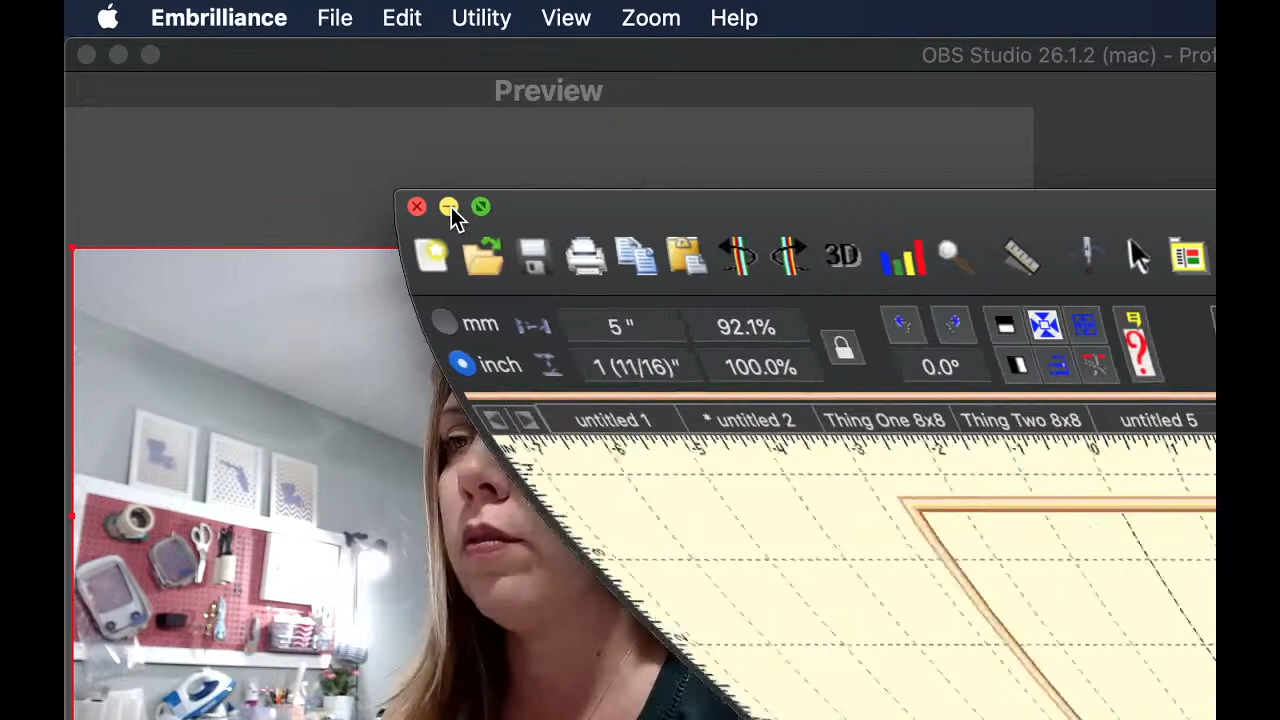 Embrilliance File Edit Utility View Zoom Help
OBS Studio 26.1.2 (mac) - Prof
Preview
3D
mm 5" 92.1%
inch 1 (11/16)" 100.0% 0.0°
untitled 1 * untitled 2 Thing One 8x8 Thing Two 8x8 untitled 5